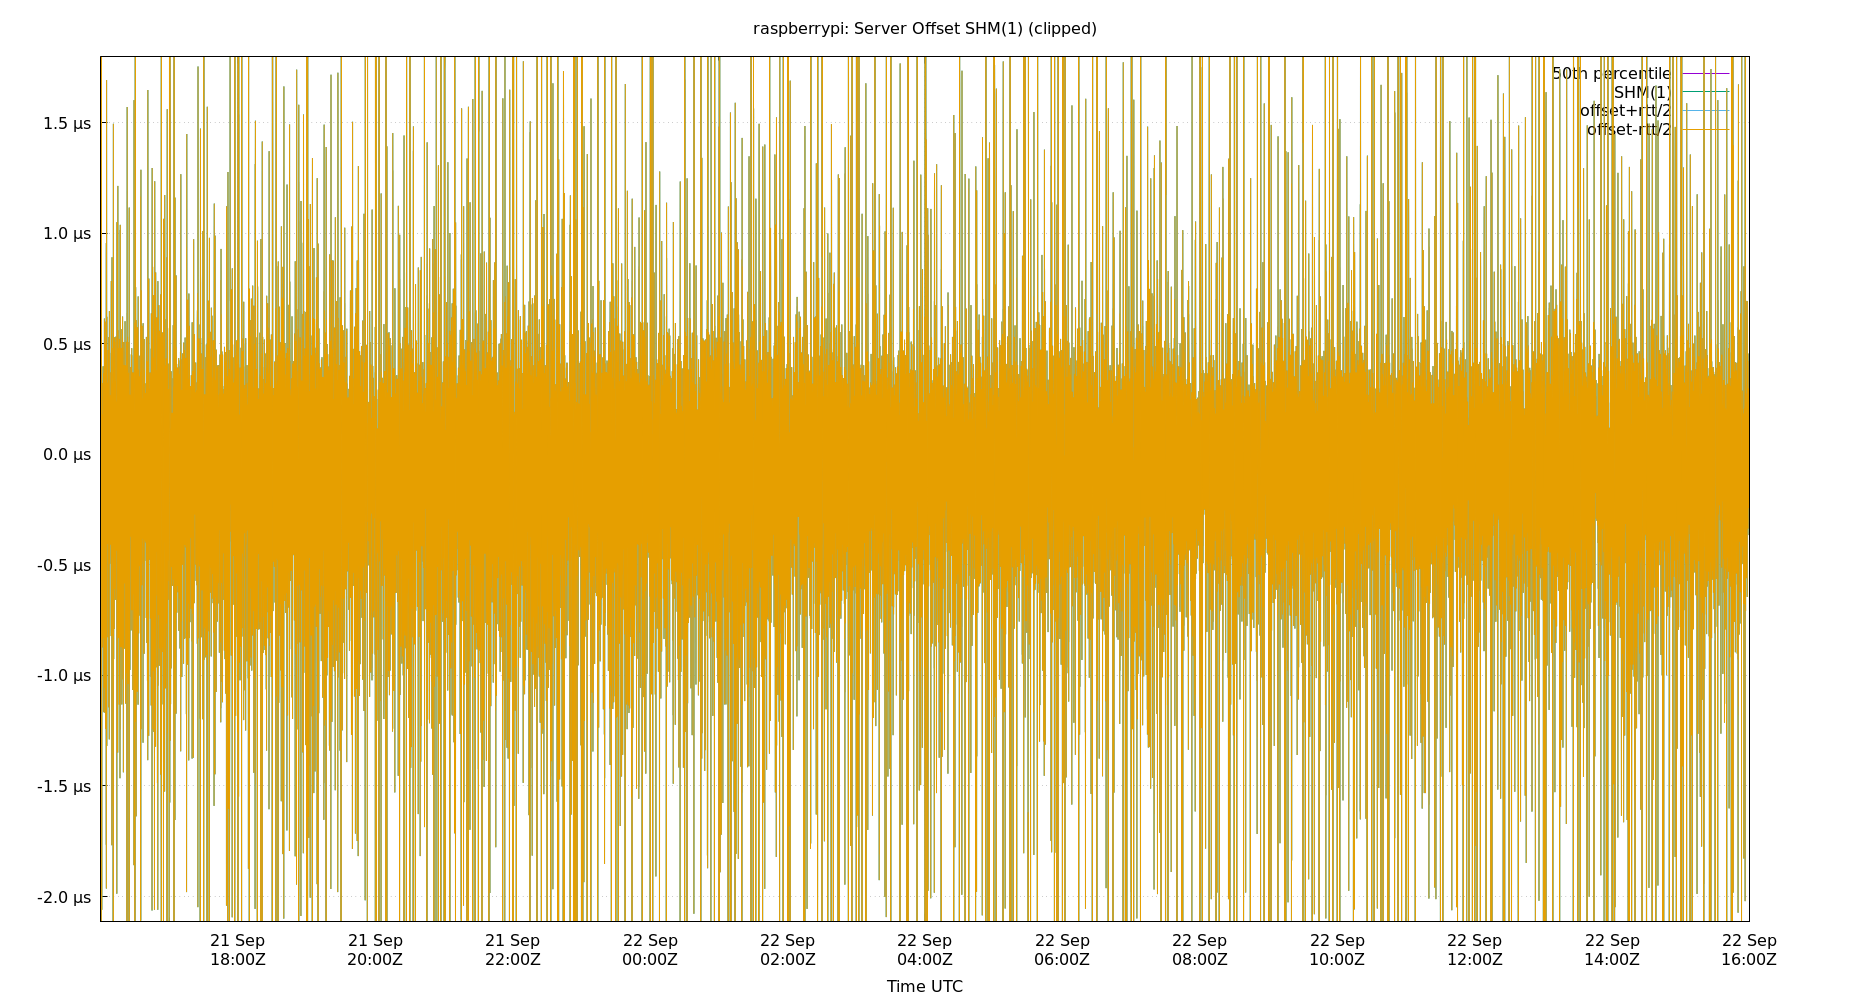 raspberrypi: Server Offset SHM(1) (clipped)
50th percentile
SHM(1)
offset+rtt/2
offset-rtt/2
1.5 µs
1.0 µs
0.5 µs
0.0 µs
-0.5 µs
-1.0 µs
-1.5 µs
-2.0 µs
21 Sep 21 Sep 21 Sep 22 Sep 22 Sep 22 Sep 22 Sep 22 Sep 22 Sep 22 Sep 22 Sep 22 Sep
18:00Z 20:00Z 22:00Z 00:00Z 02:00Z 04:00Z 06:00Z 08:00Z 10:00Z 12:00Z 14:00Z 16:00Z
Time UTC